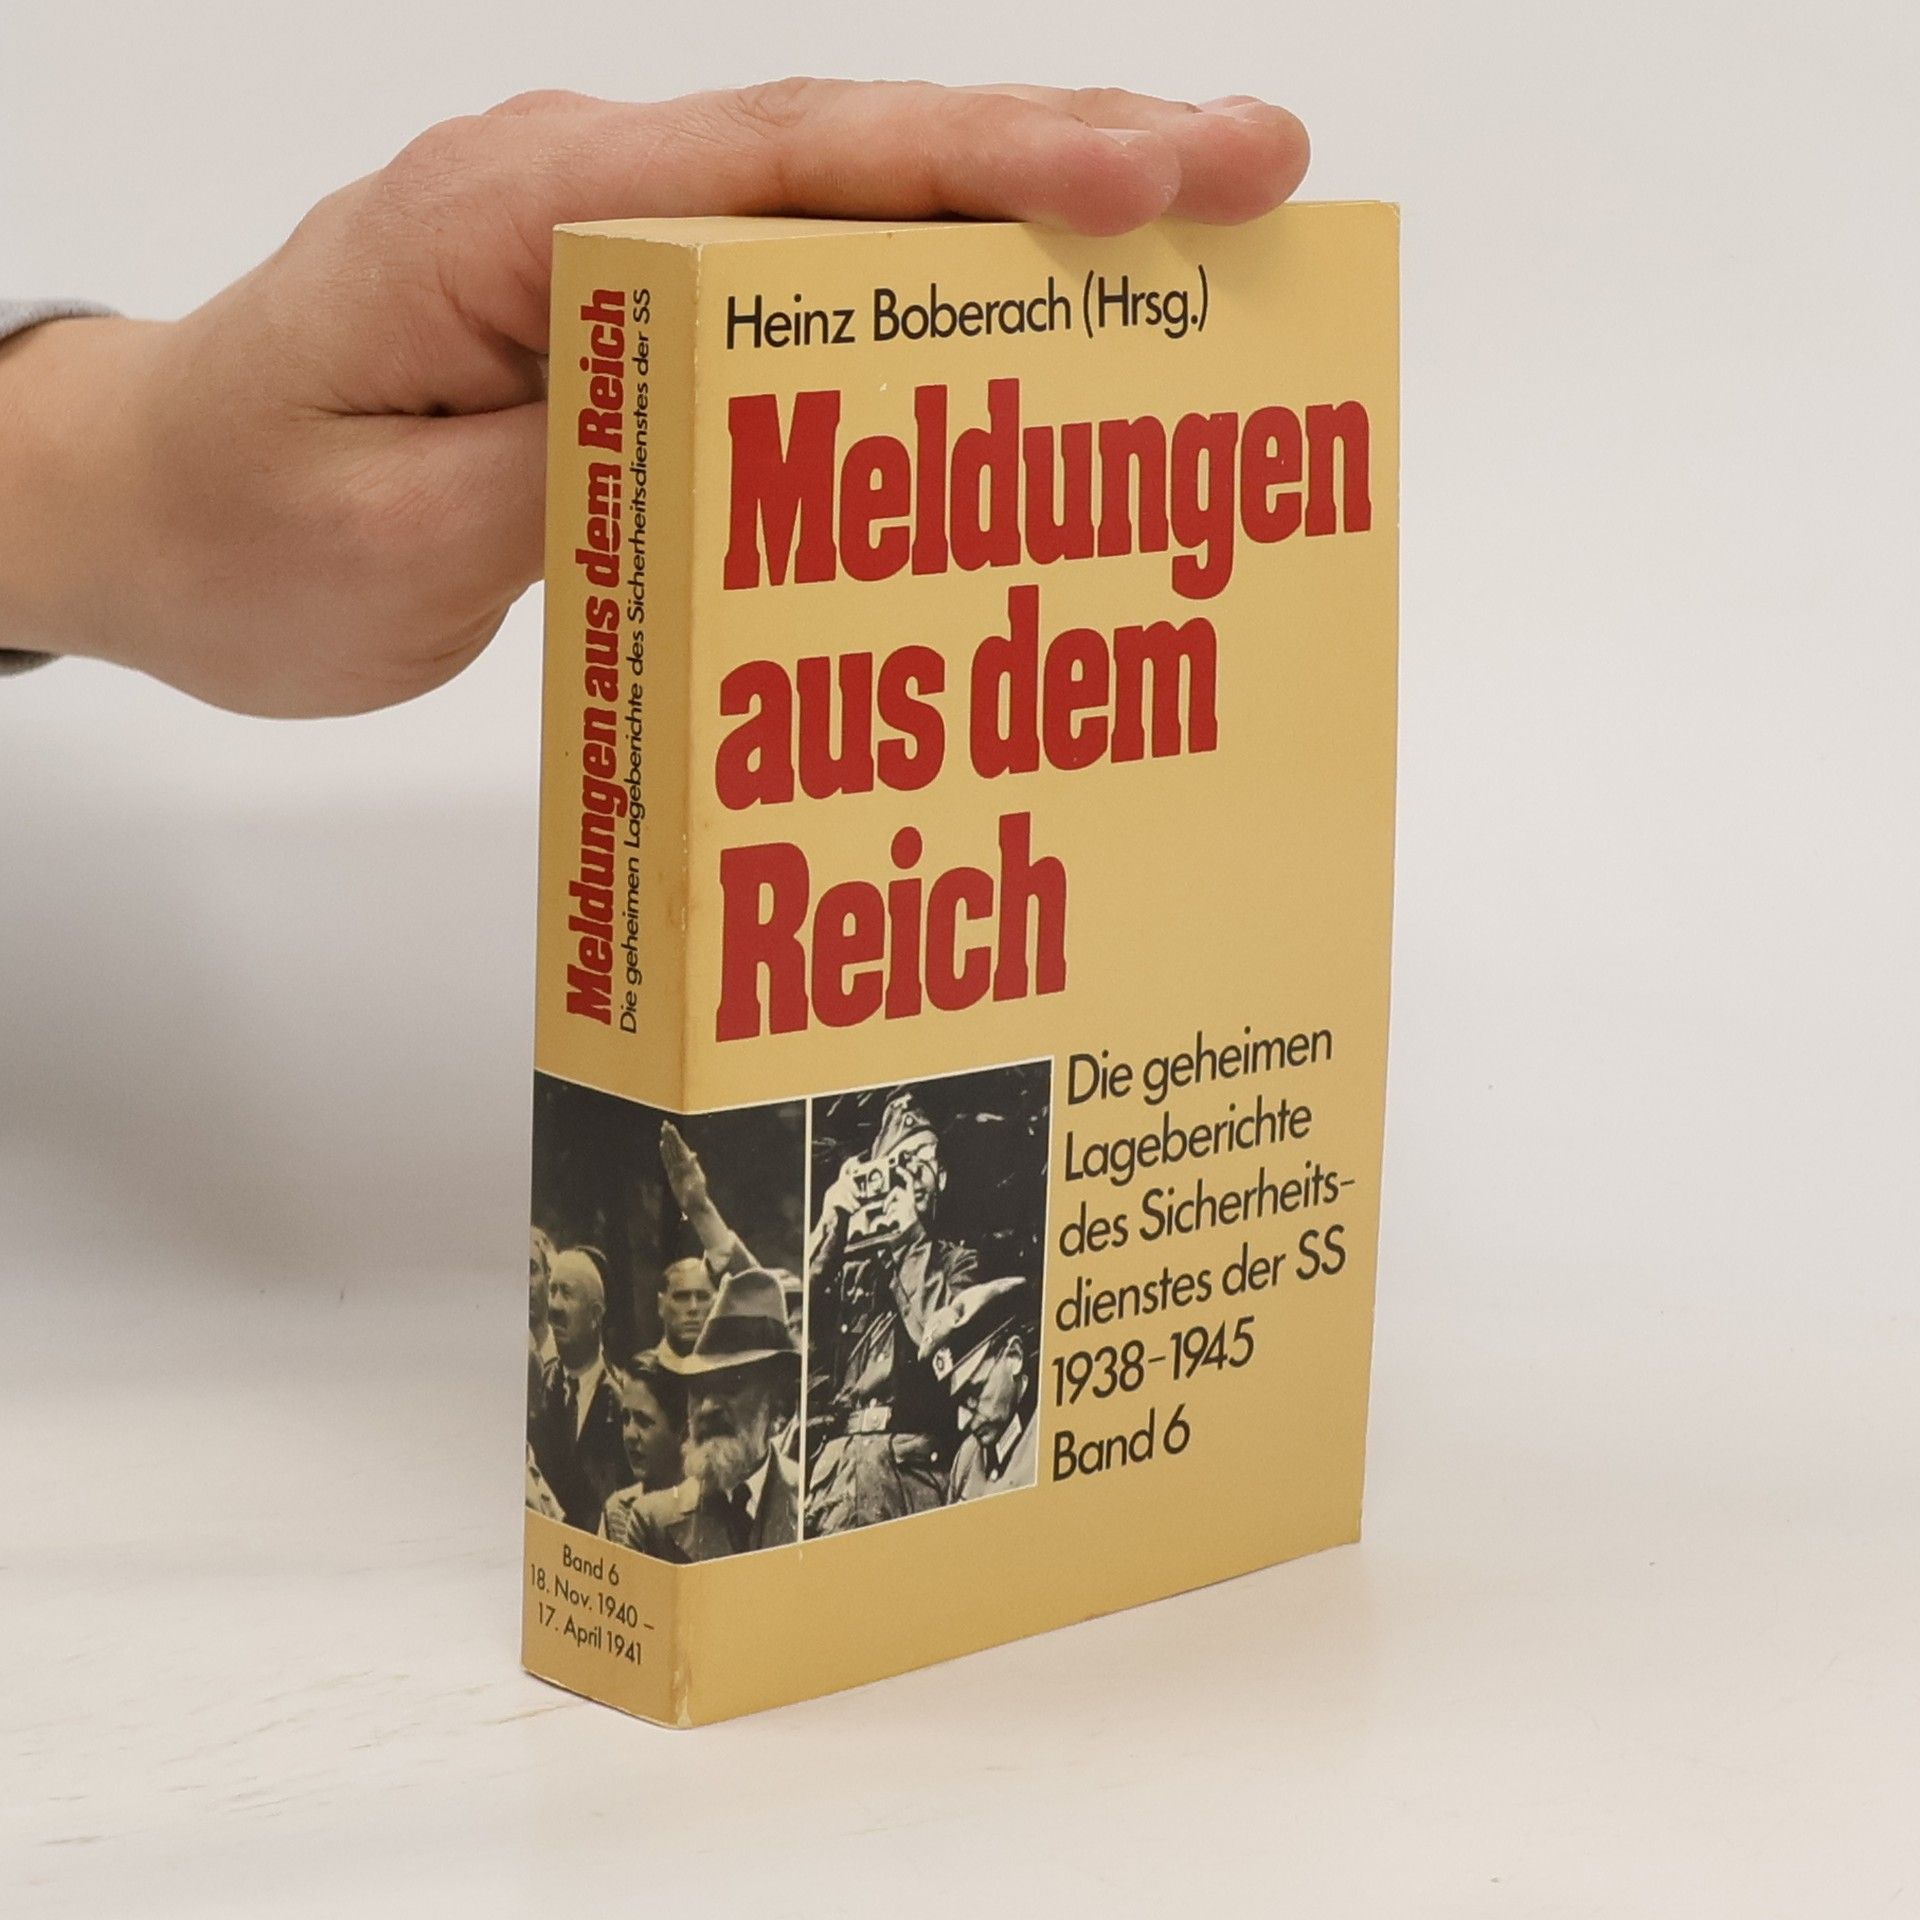 Heinz Boberach (Hrsg.)
Meldungen
aus dem
Reich
Die geheimen
Lageberichte
des Sicherheits-
dienstes der SS
1938-1945
Band 6
Meldungen aus dem Reich
Die geheimen Lageberichte des Sicherheitsdienstes der SS
Band 6
18. Nov. 1940 –
17. April 1941